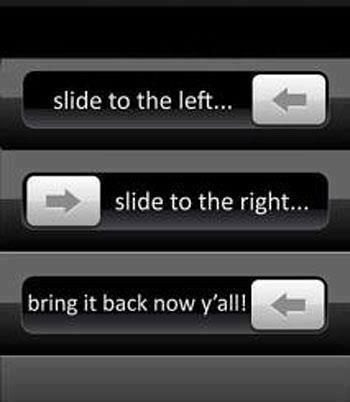 slide to the left...
slide to the right...
bring it back now y'all!